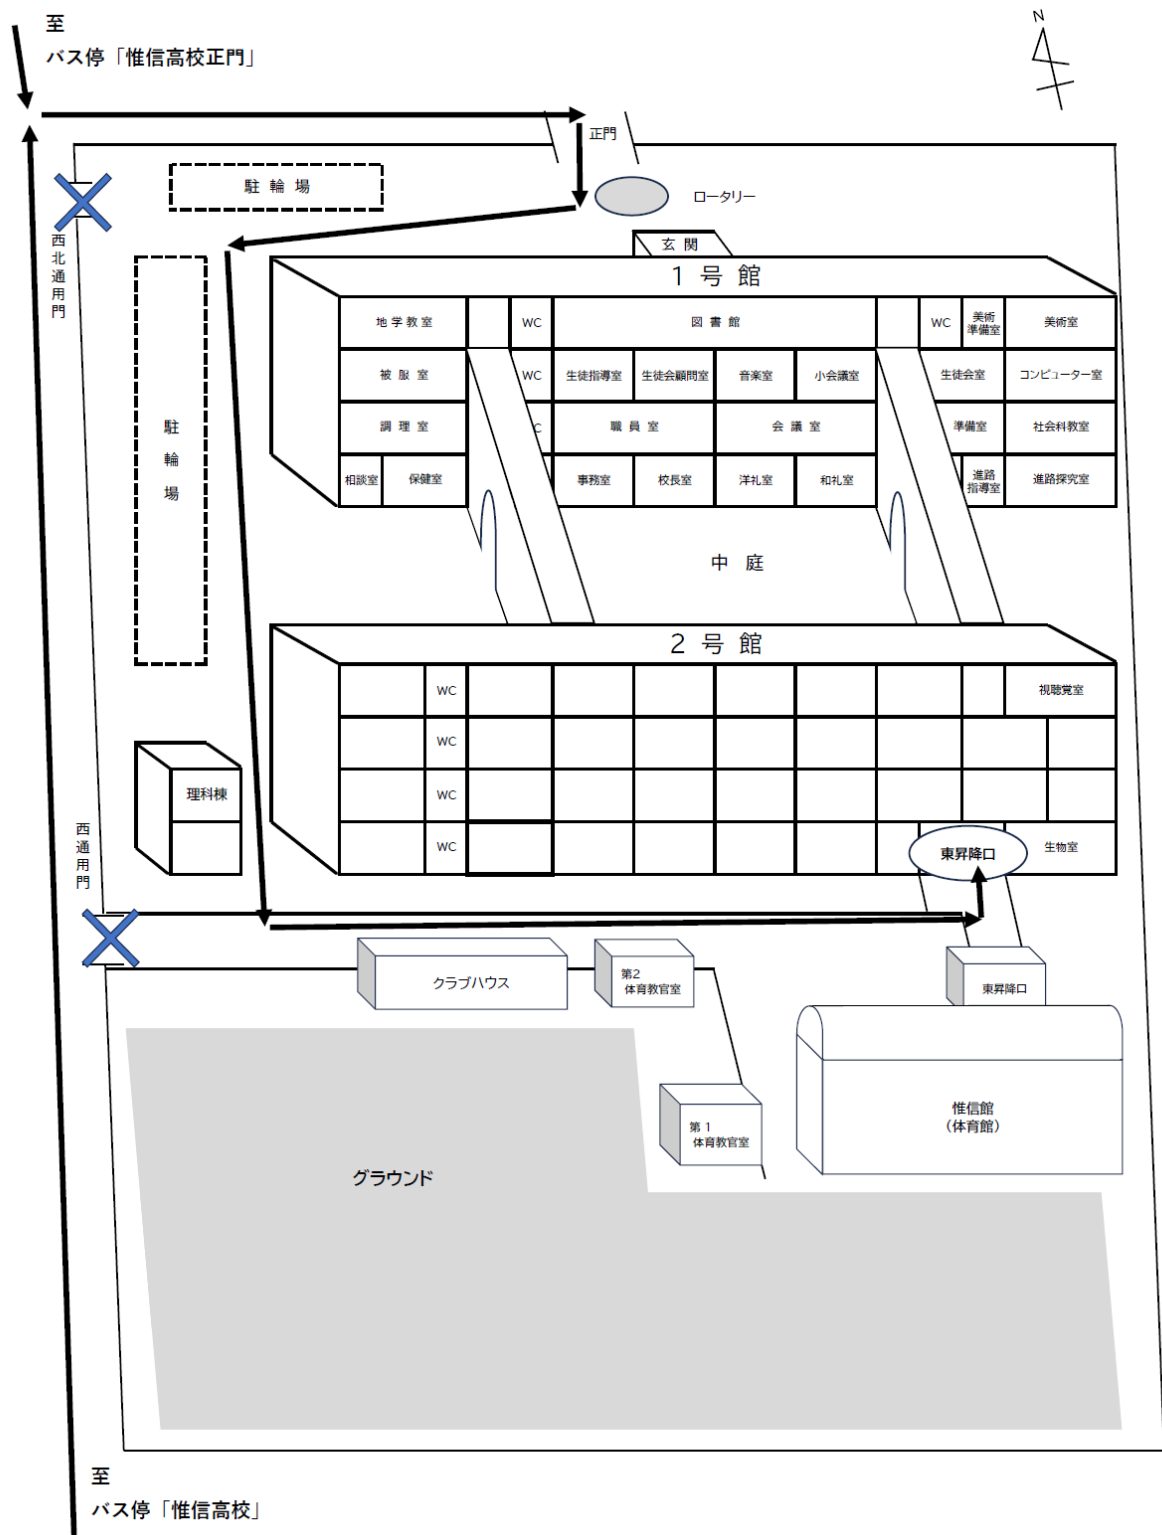 至
バス停「惟信高校正門」
N
正門
駐輪場
ロータリー
西北通用門
玄関
1号館
地学教室
WC
図書館
WC
美術
準備室
美術室
被服室
WC
生徒指導室
生徒会顧問室
音楽室
小会議室
生徒会室
コンピューター室
調理室
職員室
会議室
準備室
社会科教室
相談室
保健室
事務室
校長室
洋礼室
和礼室
進路
指導室
進路探究室
駐輪場
中庭
2号館
WC
視聴覚室
WC
WC
理科棟
西通用門
WC
東昇降口
生物室
クラブハウス
第2
体育教官室
東昇降口
第1
体育教官室
惟信館
(体育館)
グラウンド
至
バス停「惟信高校」